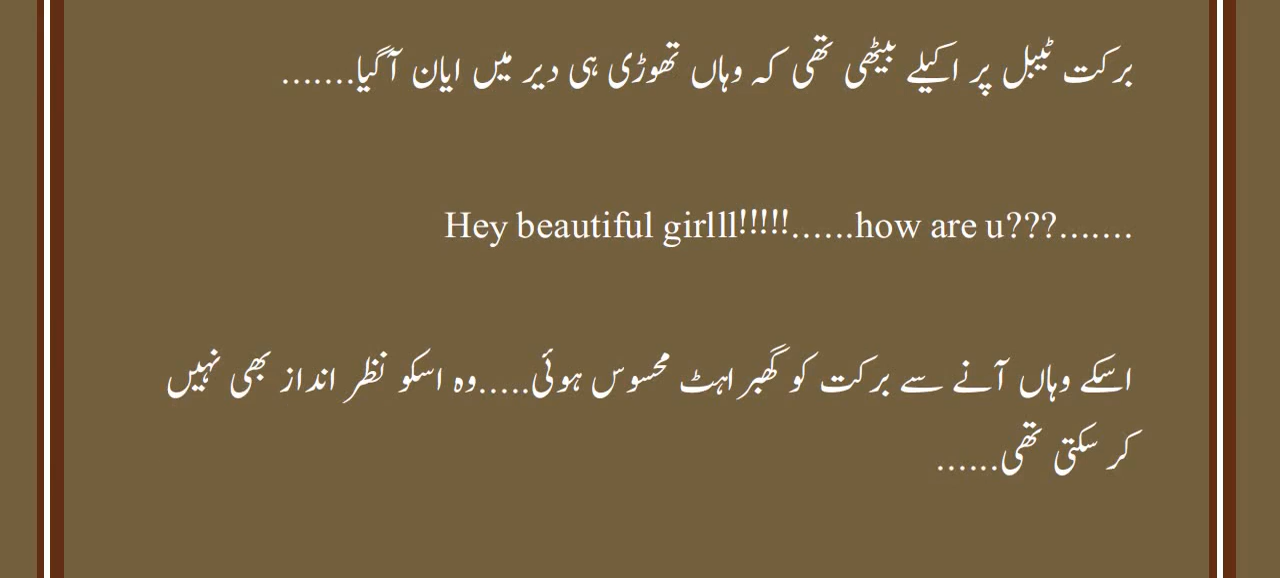 برکت ٹیبل پر اکیلے بیٹھی تھی کہ وہاں تھوڑی ہی دیر میں ایان آگیا.......
Hey beautiful girlll!!!!!......how are u???.......
اسکے وہاں آنے سے برکت کو گھبراہٹ محسوس ہوئی.....وہ اسکو نظر انداز بھی نہیں
کر سکتی تھی......